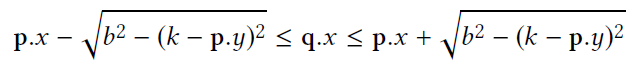 p.x − √(b² − (k − p.y)²) ≤ q.x ≤ p.x + √(b² − (k − p.y)²)